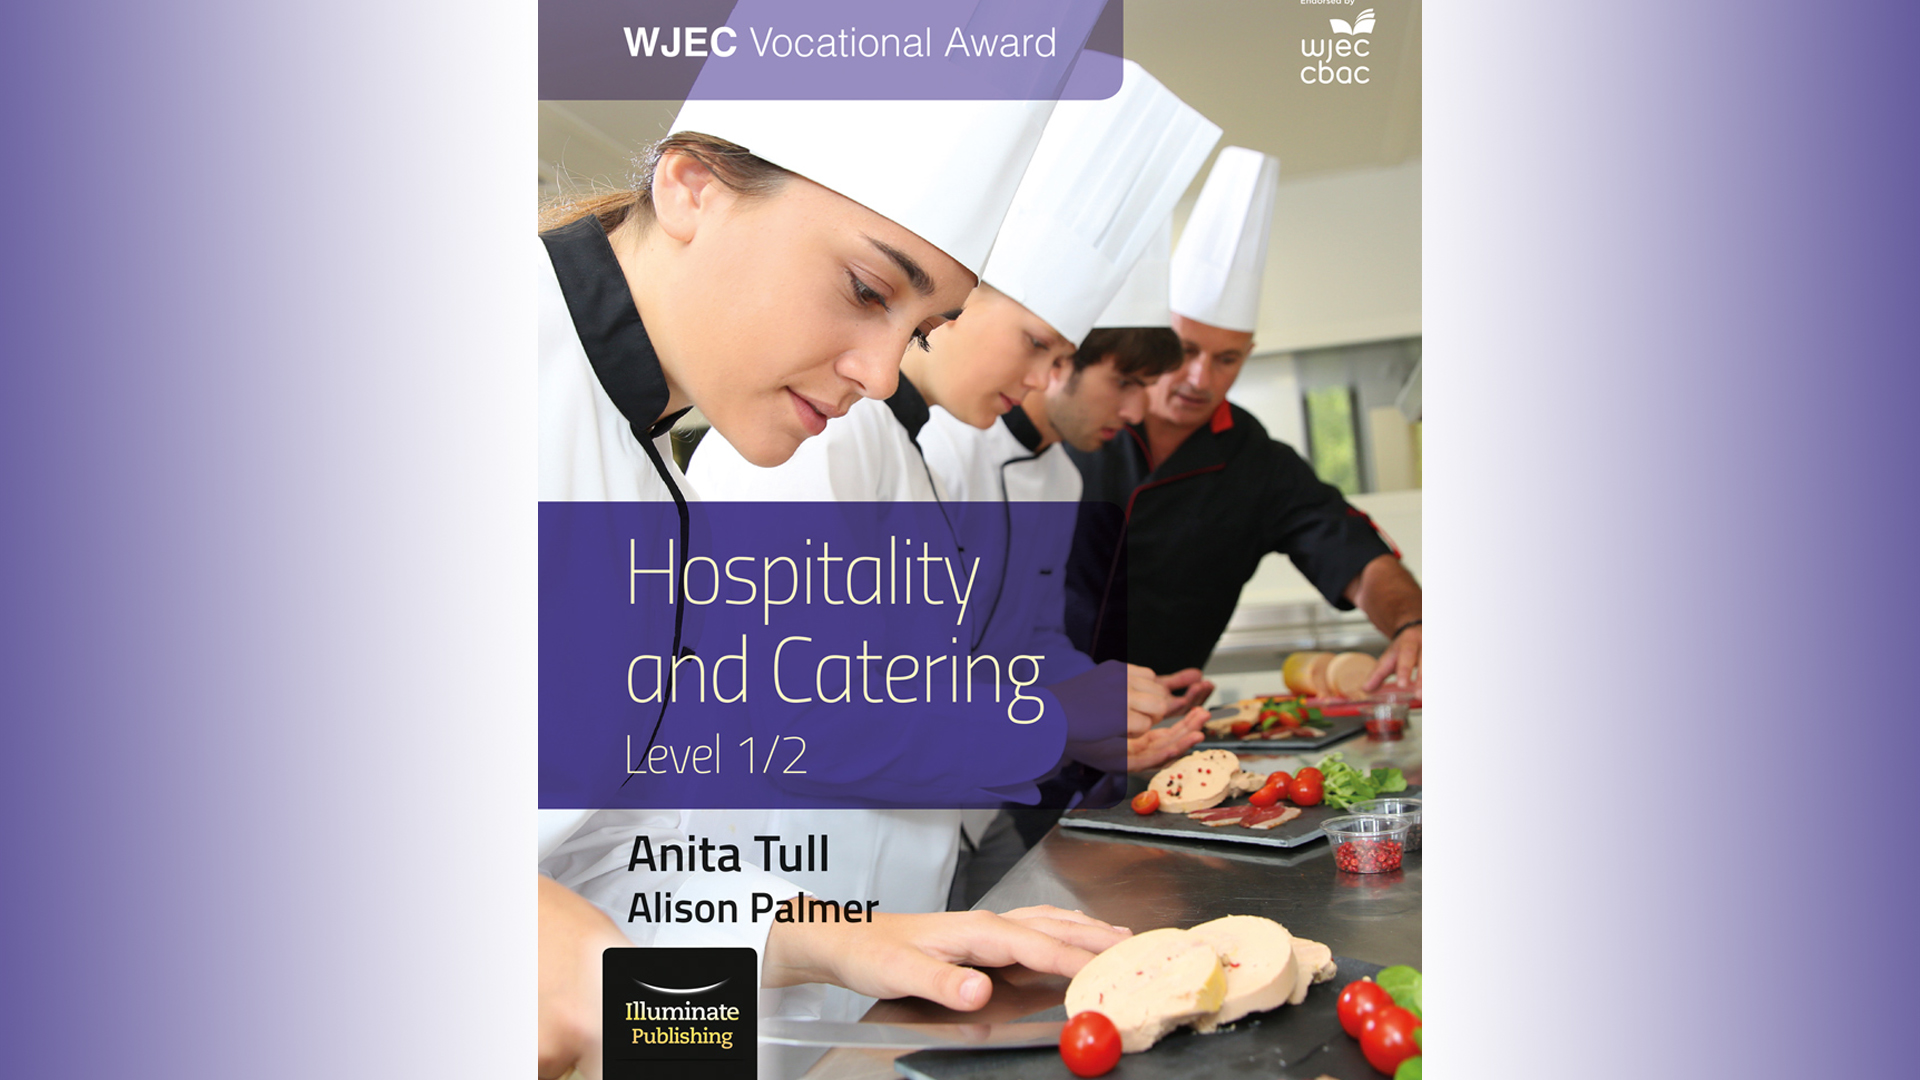 Endorsed by
WJEC Vocational Award
wjec
cbac
Hospitality
and Catering
Level 1/2
Anita Tull
Alison Palmer
Illuminate
Publishing